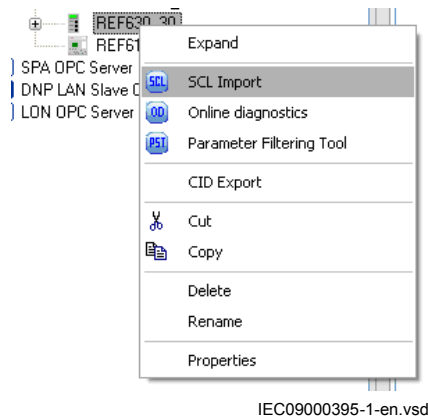 REF630_30
REF61
SPA OPC Server
DNP LAN Slave
LON OPC Server
Expand
SCL SCL Import
OD Online diagnostics
PST Parameter Filtering Tool
CID Export
Cut
Copy
Delete
Rename
Properties
IEC09000395-1-en.vsd